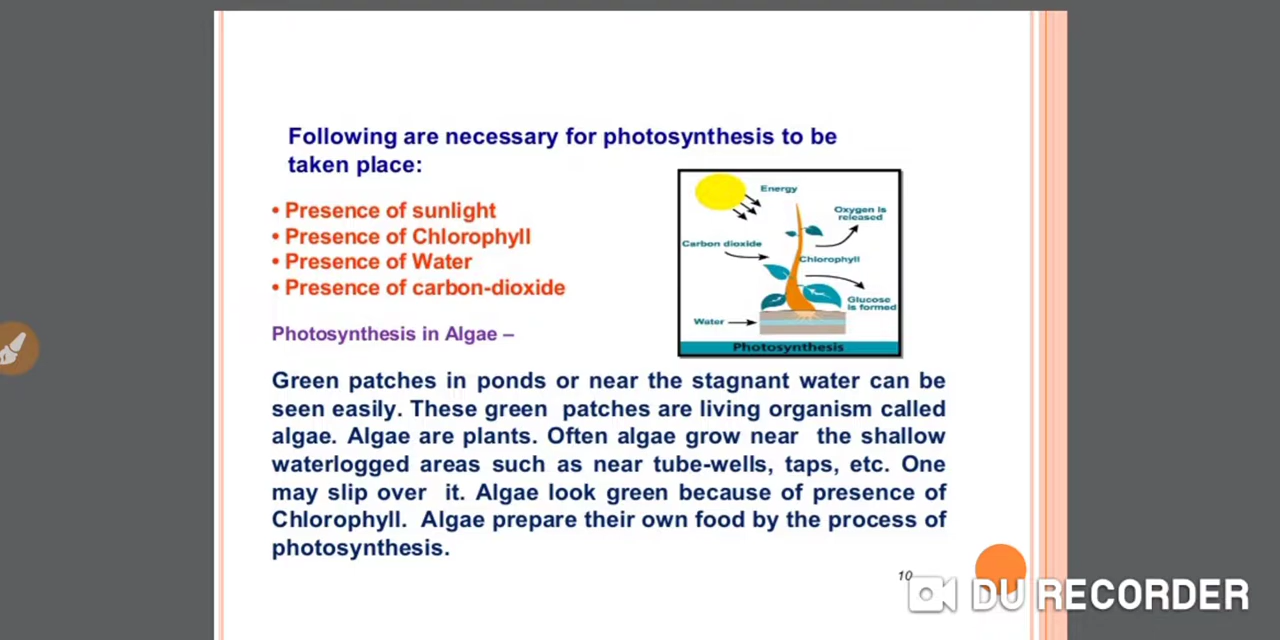 Following are necessary for photosynthesis to be
taken place:
• Presence of sunlight
• Presence of Chlorophyll
• Presence of Water
• Presence of carbon-dioxide
Energy
Oxygen is
released
Carbon dioxide
Chlorophyll
Glucose
is formed
Water
Photosynthesis
Photosynthesis in Algae –
Green patches in ponds or near the stagnant water can be
seen easily. These green patches are living organism called
algae. Algae are plants. Often algae grow near the shallow
waterlogged areas such as near tube-wells, taps, etc. One
may slip over it. Algae look green because of presence of
Chlorophyll. Algae prepare their own food by the process of
photosynthesis.
10
DU RECORDER